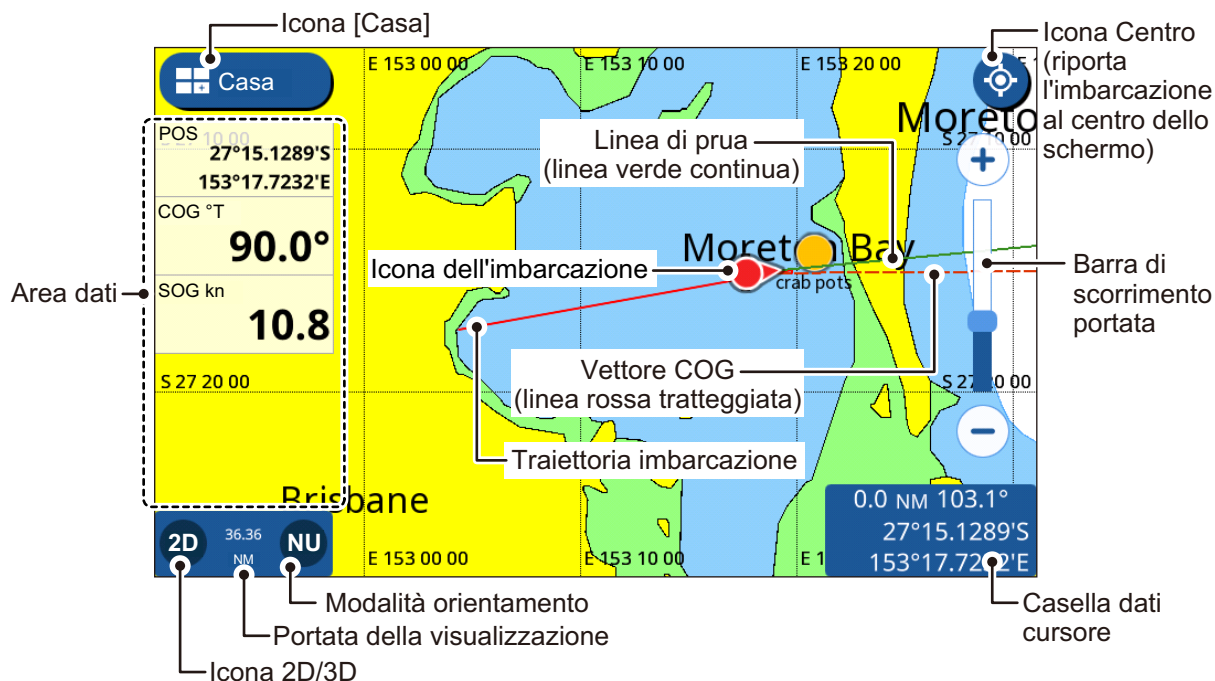 Icona [Casa]
Icona Centro
(riporta
l'imbarcazione
al centro dello
schermo)
Casa
E 153 00 00
E 153 10 00
E 153 20 00
POS
27°15.1289'S
153°17.7232'E
COG °T
90.0°
SOG kn
10.8
Area dati
S 27 20 00
Linea di prua
(linea verde continua)
Moreton Bay
Icona dell'imbarcazione
crab pots
Barra di
scorrimento
portata
Vettore COG
(linea rossa tratteggiata)
Traiettoria imbarcazione
Brisbane
2D
36.36
NM
NU
E 153 00 00
E 153 10 00
0.0 NM 103.1°
27°15.1289'S
Modalità orientamento
Portata della visualizzazione
Icona 2D/3D
Casella dati
cursore